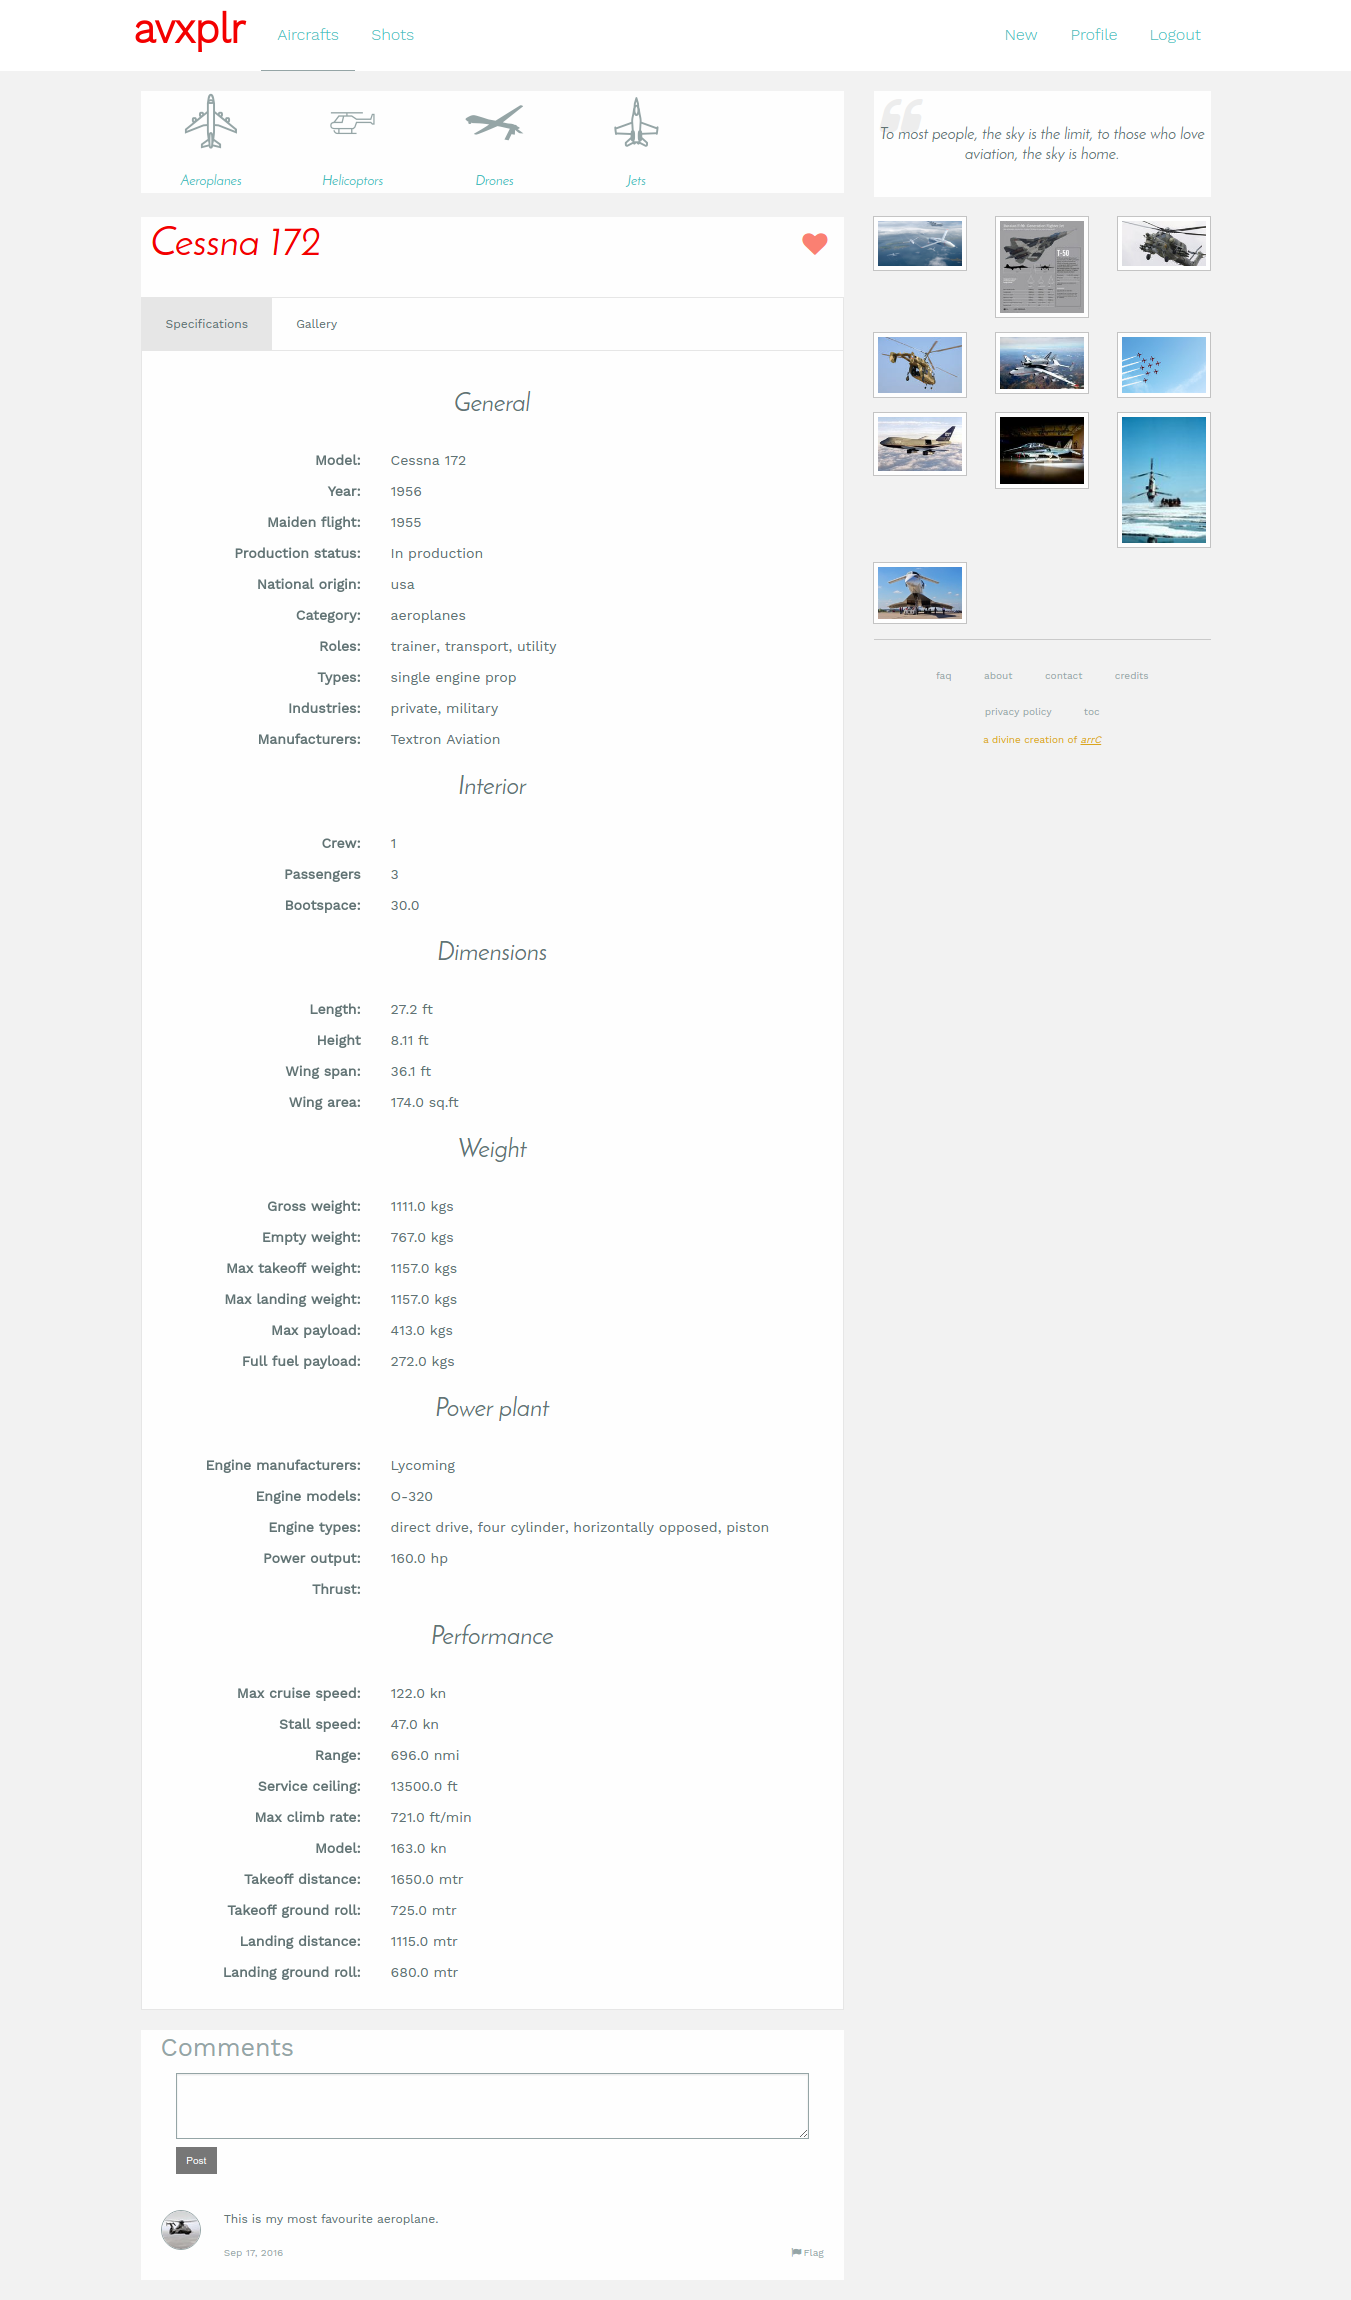 avxplr
Aircrafts
Shots
New
Profile
Logout
Aeroplanes
Helicoptors
Drones
Jets
Cessna 172
Specifications
Gallery
General
Model: Cessna 172
Year: 1956
Maiden flight: 1955
Production status: In production
National origin: usa
Category: aeroplanes
Roles: trainer, transport, utility
Types: single engine prop
Industries: private, military
Manufacturers: Textron Aviation
Interior
Crew: 1
Passengers 3
Bootspace: 30.0
Dimensions
Length: 27.2 ft
Height 8.11 ft
Wing span: 36.1 ft
Wing area: 174.0 sq.ft
Weight
Gross weight: 1111.0 kgs
Empty weight: 767.0 kgs
Max takeoff weight: 1157.0 kgs
Max landing weight: 1157.0 kgs
Max payload: 413.0 kgs
Full fuel payload: 272.0 kgs
Power plant
Engine manufacturers: Lycoming
Engine models: O-320
Engine types: direct drive, four cylinder, horizontally opposed, piston
Power output: 160.0 hp
Thrust:
Performance
Max cruise speed: 122.0 kn
Stall speed: 47.0 kn
Range: 696.0 nmi
Service ceiling: 13500.0 ft
Max climb rate: 721.0 ft/min
Model: 163.0 kn
Takeoff distance: 1650.0 mtr
Takeoff ground roll: 725.0 mtr
Landing distance: 1115.0 mtr
Landing ground roll: 680.0 mtr
Comments
Post
This is my most favourite aeroplane.
Sep 17, 2016
Flag
To most people, the sky is the limit, to those who love
aviation, the sky is home.
T-50
faq
about
contact
credits
privacy policy
toc
a divine creation of arrC